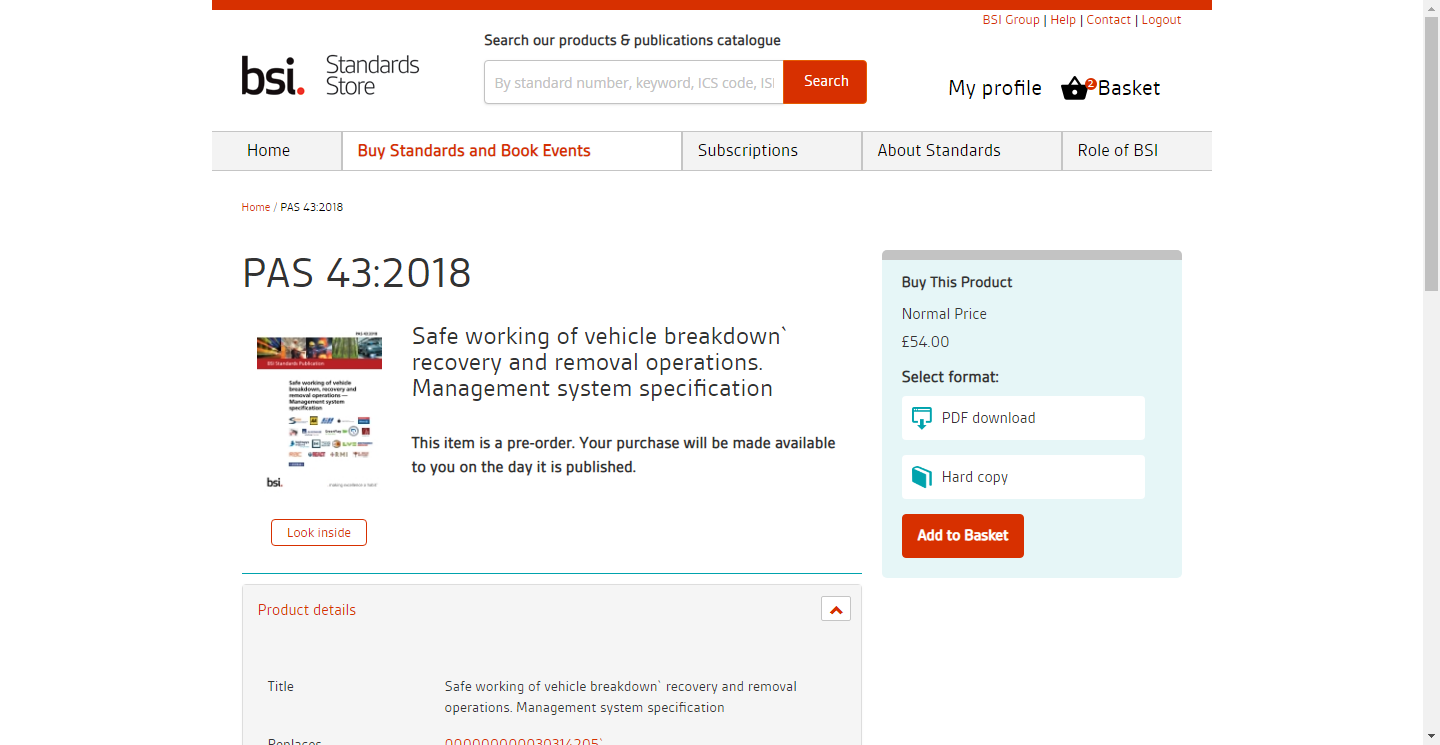 BSI Group | Help | Contact | Logout
Search our products & publications catalogue
bsi.
Standards
Store
By standard number, keyword, ICS code, ISI
Search
My profile
2
Basket
Home
Buy Standards and Book Events
Subscriptions
About Standards
Role of BSI
Home / PAS 43:2018
PAS 43:2018
PAS 43:2018
BSI Standards Publication
Safe working of vehicle
breakdown, recovery and
removal operations —
Management system
specification
bsi.
Look inside
Safe working of vehicle breakdown`
recovery and removal operations.
Management system specification
This item is a pre-order. Your purchase will be made available
to you on the day it is published.
Buy This Product
Normal Price
£54.00
Select format:
PDF download
Hard copy
Add to Basket
Product details
Title
Safe working of vehicle breakdown` recovery and removal
operations. Management system specification
Replaces
000000000030314205`